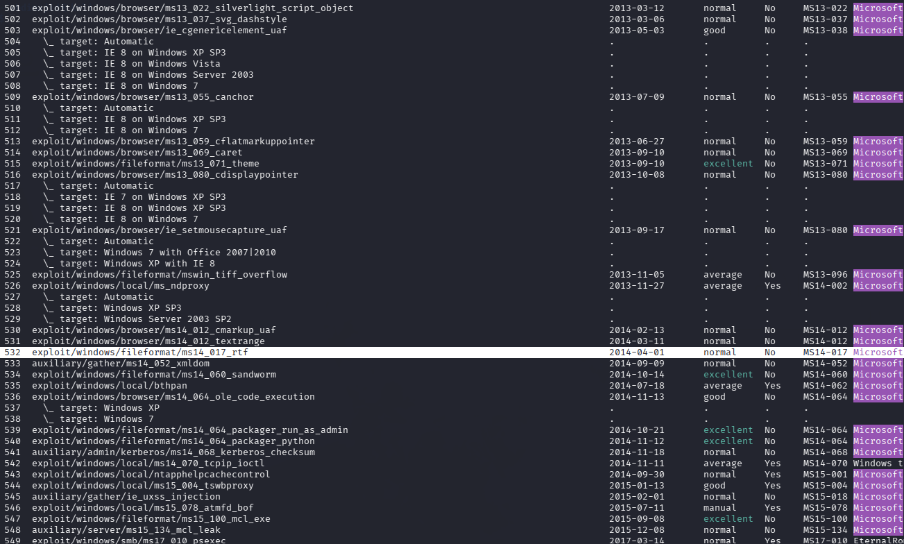 501 exploit/windows/browser/ms13_022_silverlight_script_object 2013-03-12 normal No MS13-022 Microsoft
502 exploit/windows/browser/ms13_037_svg_dashstyle 2013-03-06 normal No MS13-037 Microsoft
503 exploit/windows/browser/ie_cgenericelement_uaf 2013-05-03 good No MS13-038 Microsoft
504 \_ target: Automatic . . . .
505 \_ target: IE 8 on Windows XP SP3 . . . .
506 \_ target: IE 8 on Windows Vista . . . .
507 \_ target: IE 8 on Windows Server 2003 . . . .
508 \_ target: IE 8 on Windows 7 . . . .
509 exploit/windows/browser/ms13_055_canchor 2013-07-09 normal No MS13-055 Microsoft
510 \_ target: Automatic . . . .
511 \_ target: IE 8 on Windows XP SP3 . . . .
512 \_ target: IE 8 on Windows 7 . . . .
513 exploit/windows/browser/ms13_059_cflatmarkuppointer 2013-06-27 normal No MS13-059 Microsoft
514 exploit/windows/browser/ms13_069_caret 2013-09-10 normal No MS13-069 Microsoft
515 exploit/windows/fileformat/ms13_071_theme 2013-09-10 excellent No MS13-071 Microsoft
516 exploit/windows/browser/ms13_080_cdisplaypointer 2013-10-08 normal No MS13-080 Microsoft
517 \_ target: Automatic . . . .
518 \_ target: IE 7 on Windows XP SP3 . . . .
519 \_ target: IE 8 on Windows XP SP3 . . . .
520 \_ target: IE 8 on Windows 7 . . . .
521 exploit/windows/browser/ie_setmousecapture_uaf 2013-09-17 normal No MS13-080 Microsoft
522 \_ target: Automatic . . . .
523 \_ target: Windows 7 with Office 2007|2010 . . . .
524 \_ target: Windows XP with IE 8 . . . .
525 exploit/windows/fileformat/mswin_tiff_overflow 2013-11-05 average No MS13-096 Microsoft
526 exploit/windows/local/ms_ndproxy 2013-11-27 average Yes MS14-002 Microsoft
527 \_ target: Automatic . . . .
528 \_ target: Windows XP SP3 . . . .
529 \_ target: Windows Server 2003 SP2 . . . .
530 exploit/windows/browser/ms14_012_cmarkup_uaf 2014-02-13 normal No MS14-012 Microsoft
531 exploit/windows/browser/ms14_012_textrange 2014-03-11 normal No MS14-012 Microsoft
532 exploit/windows/fileformat/ms14_017_rtf 2014-04-01 normal No MS14-017 Microsoft
533 auxiliary/gather/ms14_052_xmldom 2014-09-09 normal No MS14-052 Microsoft
534 exploit/windows/fileformat/ms14_060_sandworm 2014-10-14 excellent No MS14-060 Microsoft
535 exploit/windows/local/bthpan 2014-07-18 average Yes MS14-062 Microsoft
536 exploit/windows/browser/ms14_064_ole_code_execution 2014-11-13 good No MS14-064 Microsoft
537 \_ target: Windows XP . . . .
538 \_ target: Windows 7 . . . .
539 exploit/windows/fileformat/ms14_064_packager_run_as_admin 2014-10-21 excellent No MS14-064 Microsoft
540 exploit/windows/fileformat/ms14_064_packager_python 2014-11-12 excellent No MS14-064 Microsoft
541 auxiliary/admin/kerberos/ms14_068_kerberos_checksum 2014-11-18 normal No MS14-068 Microsoft
542 exploit/windows/local/ms14_070_tcpip_ioctl 2014-11-11 average Yes MS14-070 Windows t
543 exploit/windows/local/ntapphelpcachecontrol 2014-09-30 normal Yes MS15-001 Microsoft
544 exploit/windows/local/ms15_004_tswbproxy 2015-01-13 good Yes MS15-004 Microsoft
545 auxiliary/gather/ie_uxss_injection 2015-02-01 normal No MS15-018 Microsoft
546 exploit/windows/local/ms15_078_atmfd_bof 2015-07-11 manual Yes MS15-078 Microsoft
547 exploit/windows/fileformat/ms15_100_mcl_exe 2015-09-08 excellent No MS15-100 Microsoft
548 auxiliary/server/ms15_134_mcl_leak 2015-12-08 normal No MS15-134 Microsoft
549 exploit/windows/smb/ms17_010_psexec 2017-03-14 normal Yes MS17-010 EternalRo